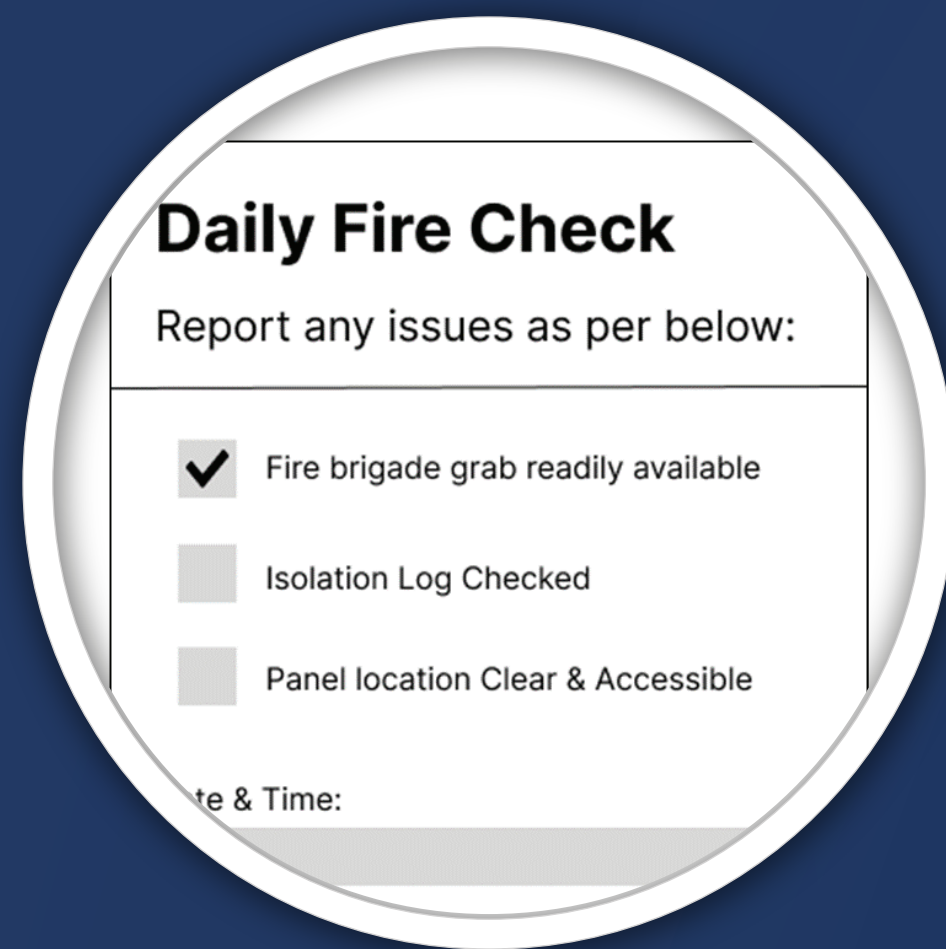 Daily Fire Check
Report any issues as per below:
Fire brigade grab readily available
Isolation Log Checked
Panel location Clear & Accessible
& Time: